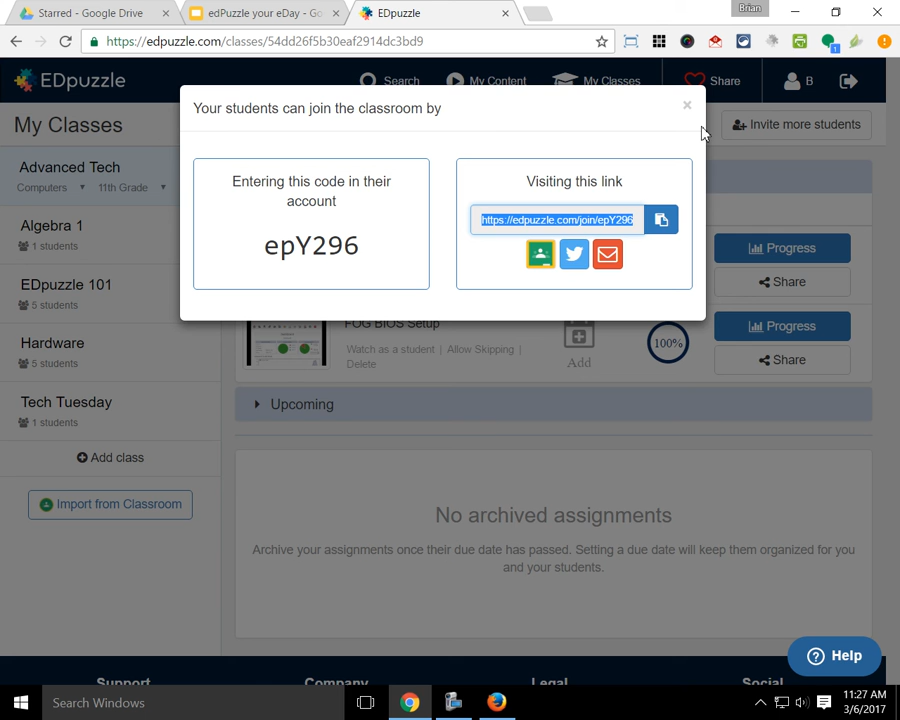 Starred - Google Drive
edPuzzle your eDay - Go
EDpuzzle
Brian
https://edpuzzle.com/classes/54dd26f5b30eaf2914dc3bd9
1
EDpuzzle
Search
My Content
My Classes
Share
B
My Classes
Invite more students
Your students can join the classroom by
×
Entering this code in their
account
epY296
Visiting this link
https://edpuzzle.com/join/epY296
Advanced Tech
Computers
11th Grade
Algebra 1
1 students
EDpuzzle 101
5 students
Hardware
5 students
Tech Tuesday
1 students
Add class
Import from Classroom
Progress
Share
FOG BIOS Setup
Watch as a student | Allow Skipping |
Delete
Add
100%
Progress
Share
Upcoming
No archived assignments
Archive your assignments once their due date has passed. Setting a due date will keep them organized for you
and your students.
Help
Support
Company
Legal
Social
Search Windows
11:27 AM
3/6/2017